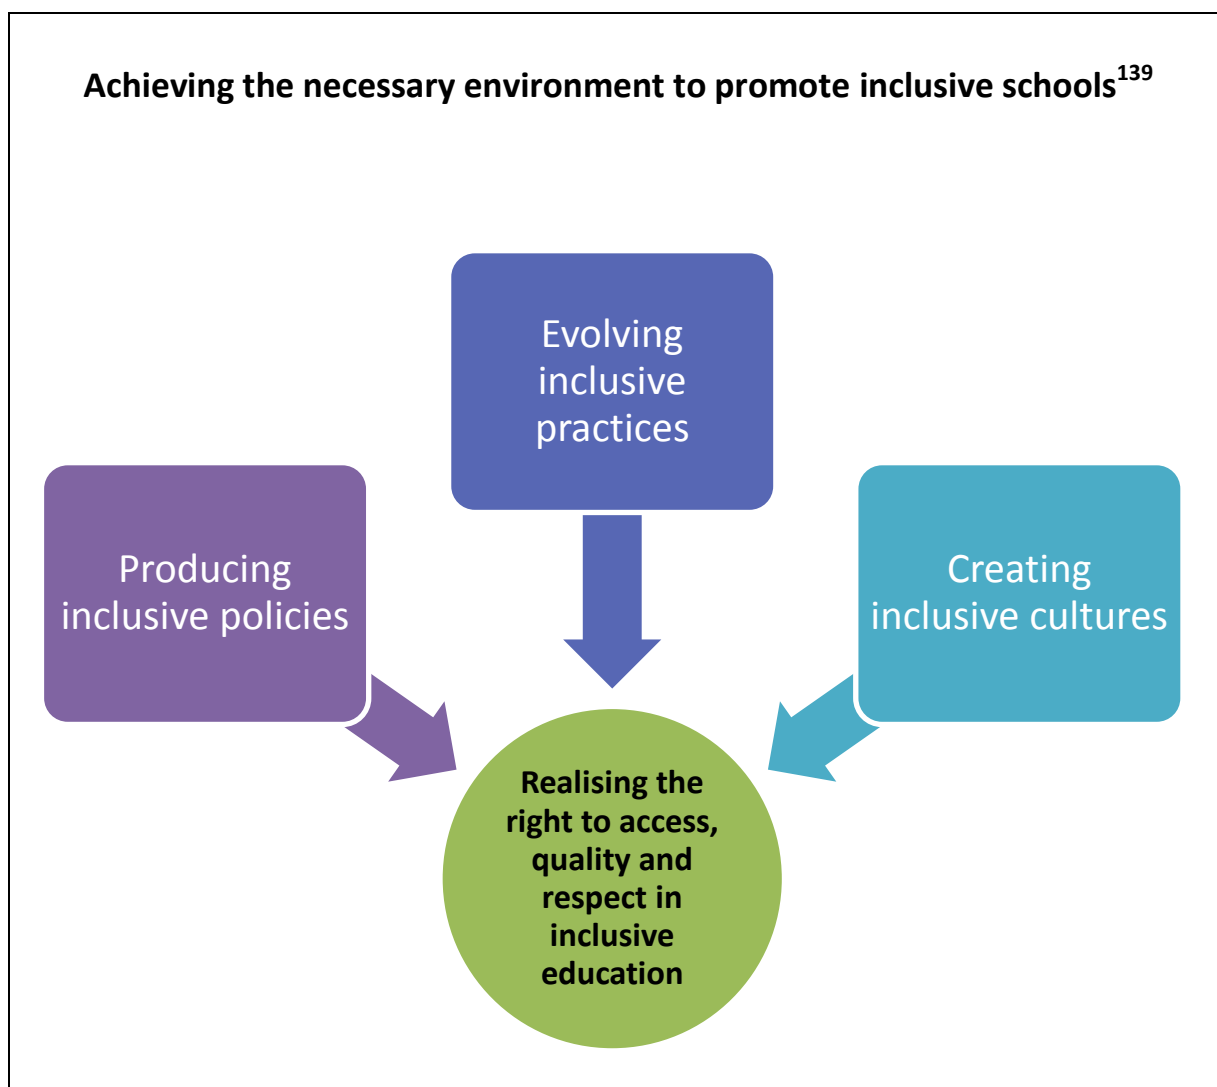 Achieving the necessary environment to promote inclusive schools139
Evolving
inclusive
practices
Producing
inclusive policies
Creating
inclusive cultures
Realising the
right to access,
quality and
respect in
inclusive
education